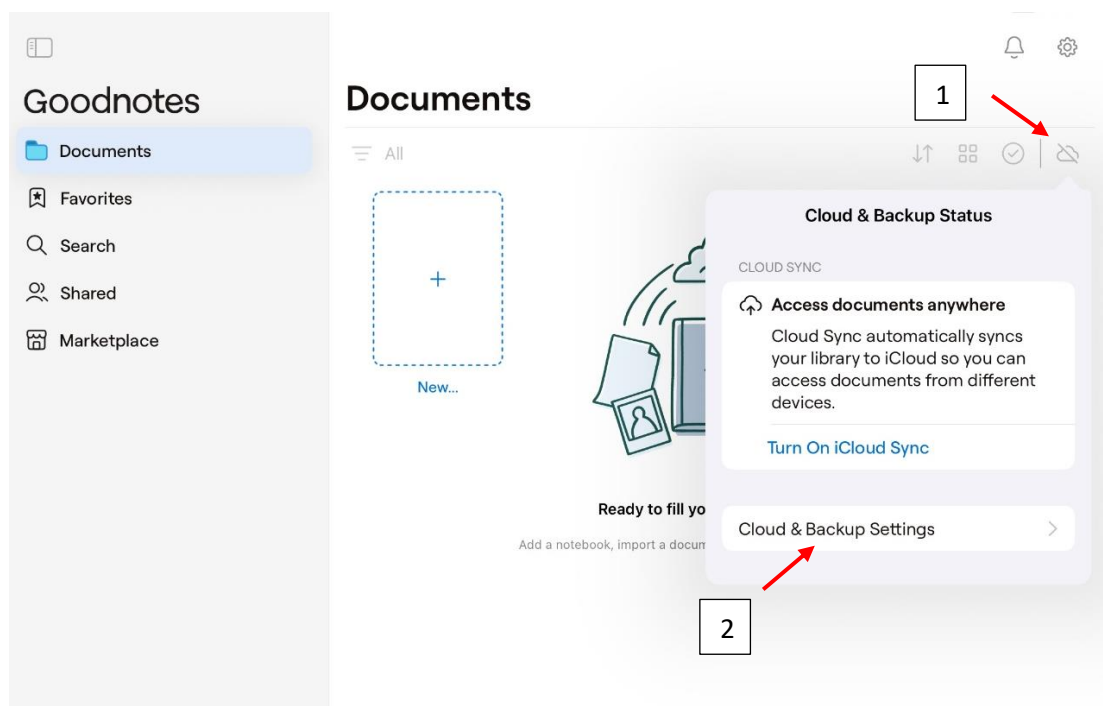 Goodnotes
Documents
Favorites
Search
Shared
Marketplace
Documents
1
All
New...
Ready to fill yo
Add a notebook, import a docum
Cloud & Backup Status
CLOUD SYNC
Access documents anywhere
Cloud Sync automatically syncs
your library to iCloud so you can
access documents from different
devices.
Turn On iCloud Sync
Cloud & Backup Settings
2